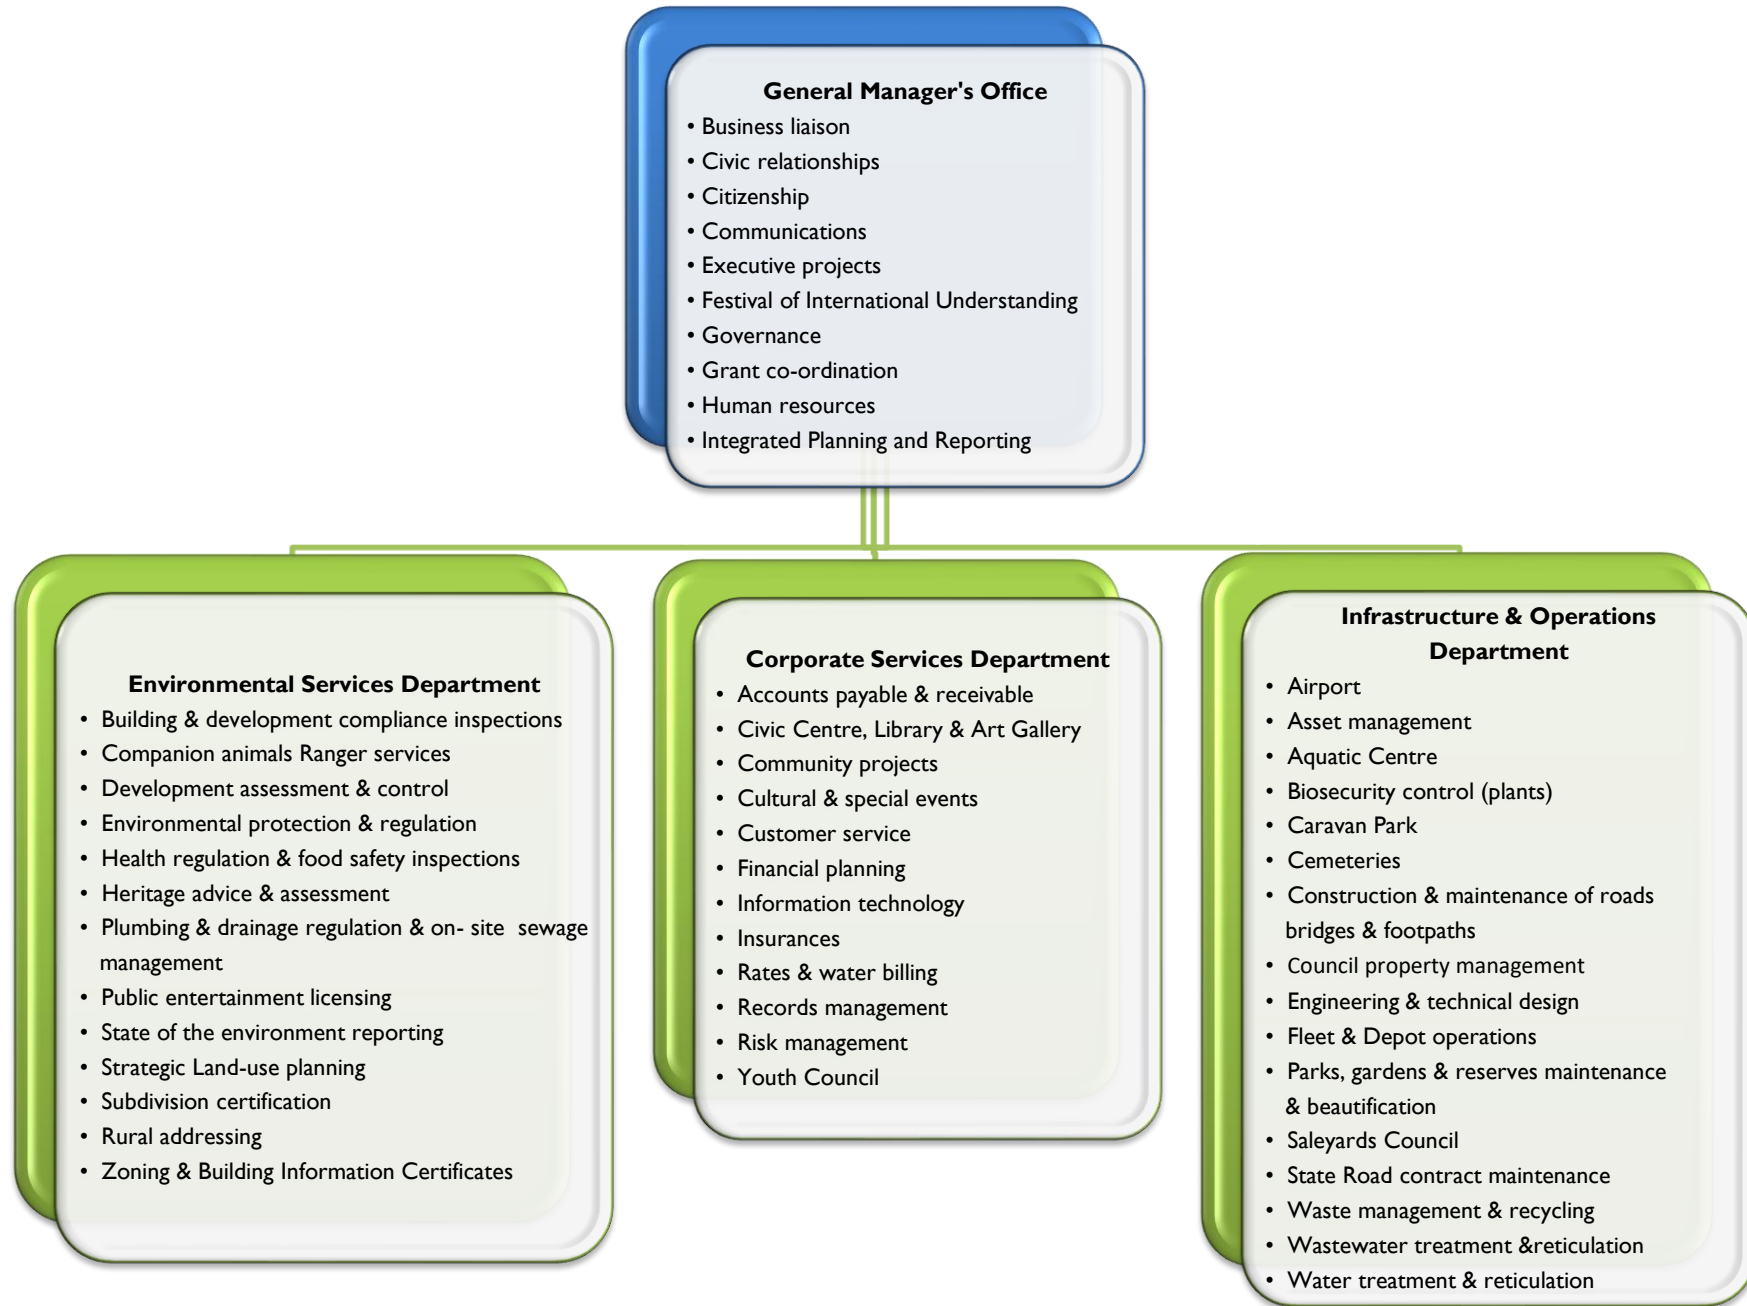 General Manager's Office
• Business liaison
• Civic relationships
• Citizenship
• Communications
• Executive projects
• Festival of International Understanding
• Governance
• Grant co-ordination
• Human resources
• Integrated Planning and Reporting
Environmental Services Department
• Building & development compliance inspections
• Companion animals Ranger services
• Development assessment & control
• Environmental protection & regulation
• Health regulation & food safety inspections
• Heritage advice & assessment
• Plumbing & drainage regulation & on- site sewage
management
• Public entertainment licensing
• State of the environment reporting
• Strategic Land-use planning
• Subdivision certification
• Rural addressing
• Zoning & Building Information Certificates
Corporate Services Department
• Accounts payable & receivable
• Civic Centre, Library & Art Gallery
• Community projects
• Cultural & special events
• Customer service
• Financial planning
• Information technology
• Insurances
• Rates & water billing
• Records management
• Risk management
• Youth Council
Infrastructure & Operations
Department
• Airport
• Asset management
• Aquatic Centre
• Biosecurity control (plants)
• Caravan Park
• Cemeteries
• Construction & maintenance of roads
bridges & footpaths
• Council property management
• Engineering & technical design
• Fleet & Depot operations
• Parks, gardens & reserves maintenance
& beautification
• Saleyards Council
• State Road contract maintenance
• Waste management & recycling
• Wastewater treatment &reticulation
• Water treatment & reticulation